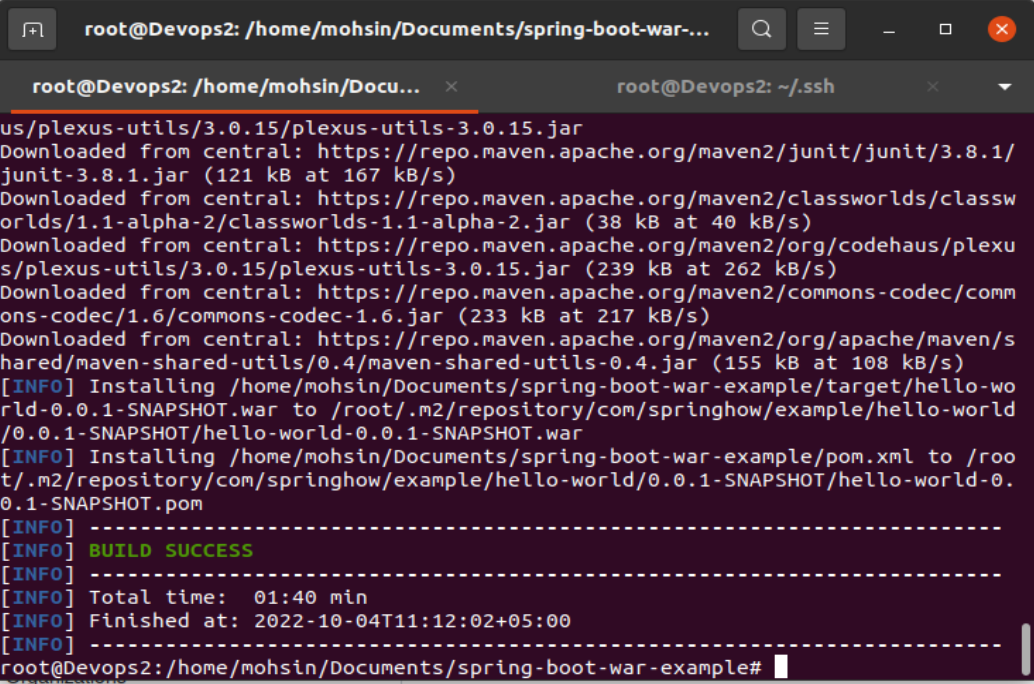 root@Devops2: /home/mohsin/Documents/spring-boot-war-...
root@Devops2: /home/mohsin/Docu...
root@Devops2: ~/.ssh
us/plexus-utils/3.0.15/plexus-utils-3.0.15.jar
Downloaded from central: https://repo.maven.apache.org/maven2/junit/junit/3.8.1/
junit-3.8.1.jar (121 kB at 167 kB/s)
Downloaded from central: https://repo.maven.apache.org/maven2/classworlds/classw
orlds/1.1-alpha-2/classworlds-1.1-alpha-2.jar (38 kB at 40 kB/s)
Downloaded from central: https://repo.maven.apache.org/maven2/org/codehaus/plexu
s/plexus-utils/3.0.15/plexus-utils-3.0.15.jar (239 kB at 262 kB/s)
Downloaded from central: https://repo.maven.apache.org/maven2/commons-codec/comm
ons-codec/1.6/commons-codec-1.6.jar (233 kB at 217 kB/s)
Downloaded from central: https://repo.maven.apache.org/maven2/org/apache/maven/s
hared/maven-shared-utils/0.4/maven-shared-utils-0.4.jar (155 kB at 108 kB/s)
[INFO] Installing /home/mohsin/Documents/spring-boot-war-example/target/hello-wo
rld-0.0.1-SNAPSHOT.war to /root/.m2/repository/com/springhow/example/hello-world
/0.0.1-SNAPSHOT/hello-world-0.0.1-SNAPSHOT.war
[INFO] Installing /home/mohsin/Documents/spring-boot-war-example/pom.xml to /roo
t/.m2/repository/com/springhow/example/hello-world/0.0.1-SNAPSHOT/hello-world-0.
0.1-SNAPSHOT.pom
[INFO] ------------------------------------------------------------------------
[INFO] BUILD SUCCESS
[INFO] ------------------------------------------------------------------------
[INFO] Total time:  01:40 min
[INFO] Finished at: 2022-10-04T11:12:02+05:00
[INFO] ------------------------------------------------------------------------
root@Devops2:/home/mohsin/Documents/spring-boot-war-example#